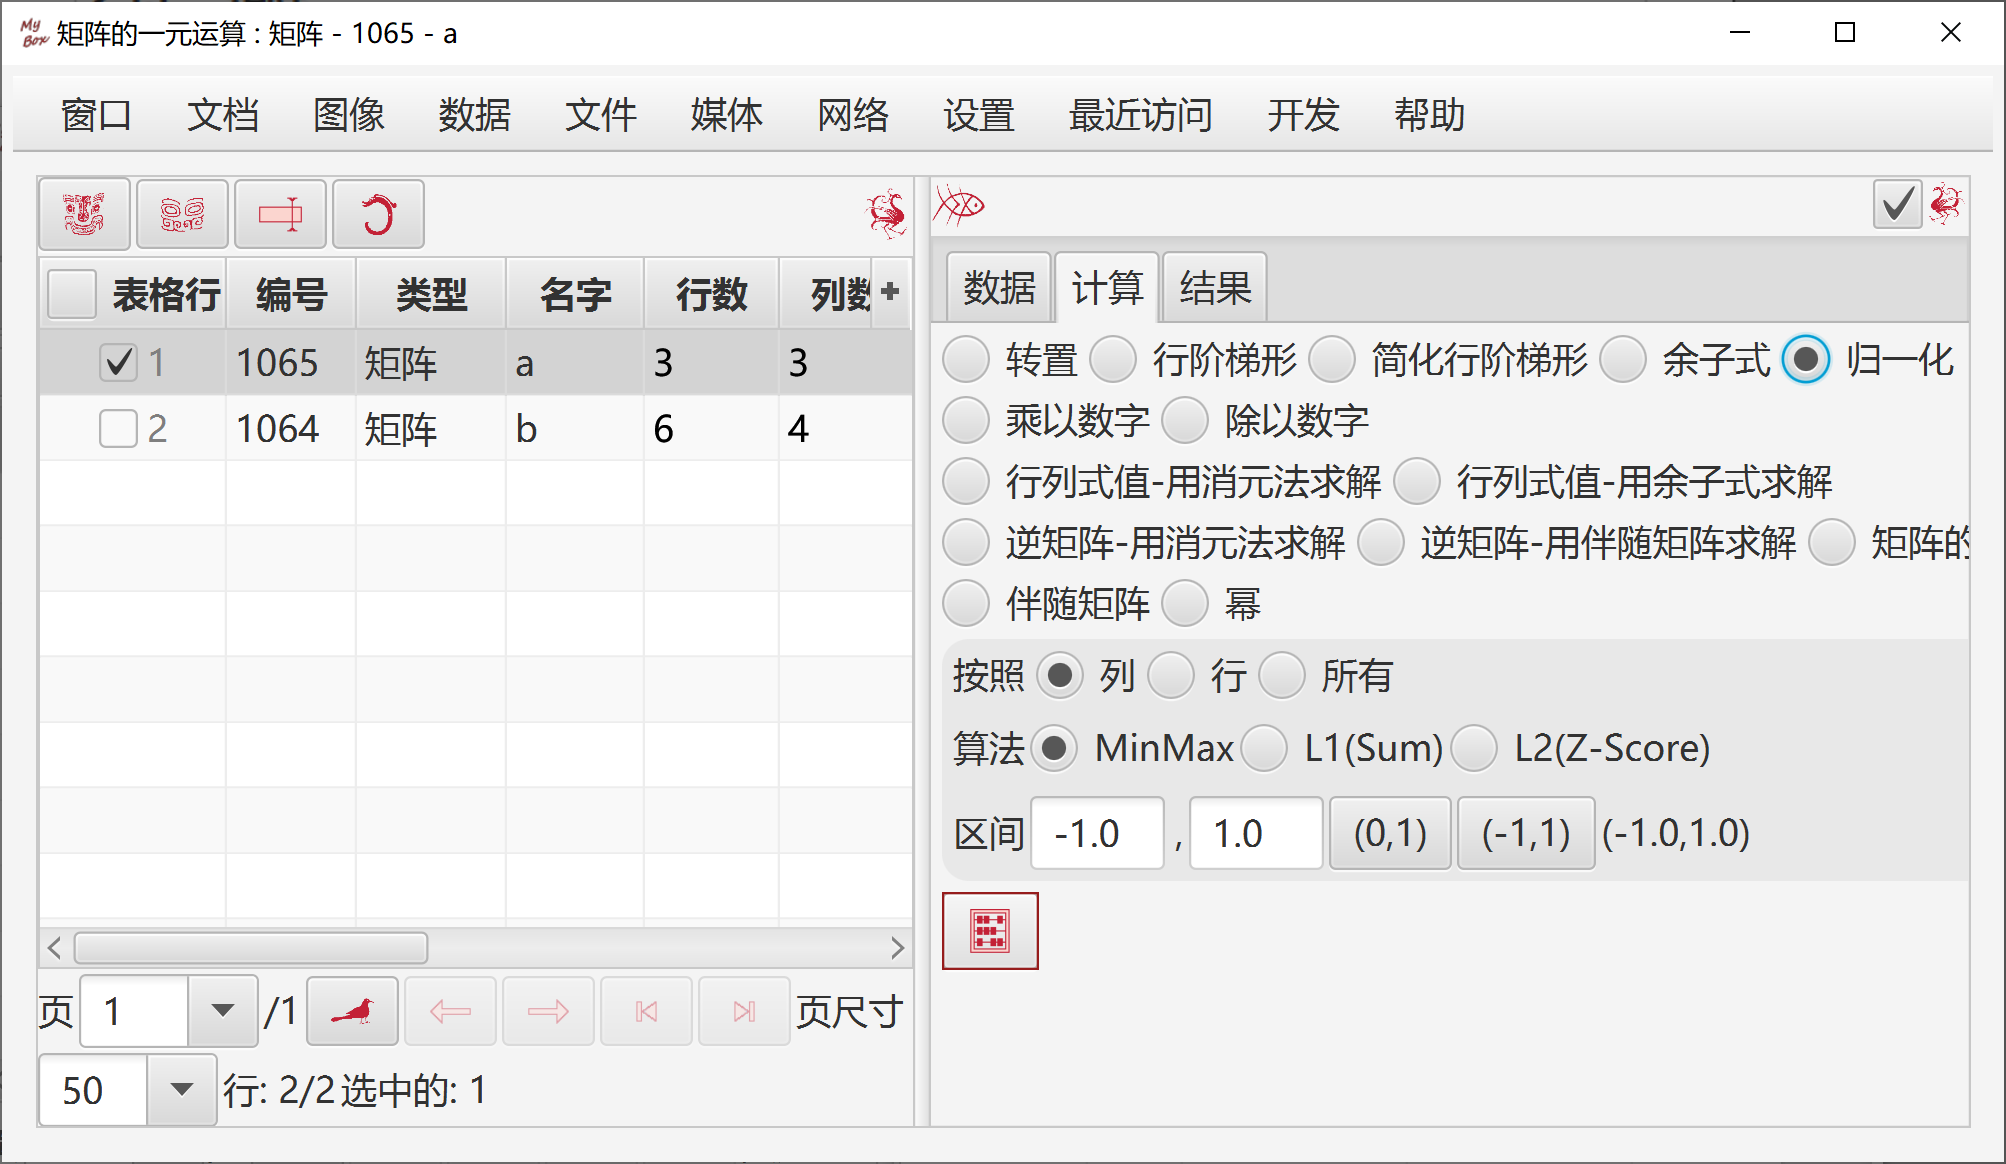 My Box 矩阵的一元运算 : 矩阵 - 1065 - a
窗口 文档 图像 数据 文件 媒体 网络 设置 最近访问 开发 帮助
表格行 编号 类型 名字 行数 列数 +
1 1065 矩阵 a 3 3
2 1064 矩阵 b 6 4
页 1 /1 页尺寸
50 行: 2/2 选中的: 1
数据 计算 结果
转置 行阶梯形 简化行阶梯形 余子式 归一化
乘以数字 除以数字
行列式值-用消元法求解 行列式值-用余子式求解
逆矩阵-用消元法求解 逆矩阵-用伴随矩阵求解 矩阵的
伴随矩阵 幂
按照 列 行 所有
算法 MinMax L1(Sum) L2(Z-Score)
区间 -1.0 , 1.0 (0,1) (-1,1) (-1.0,1.0)